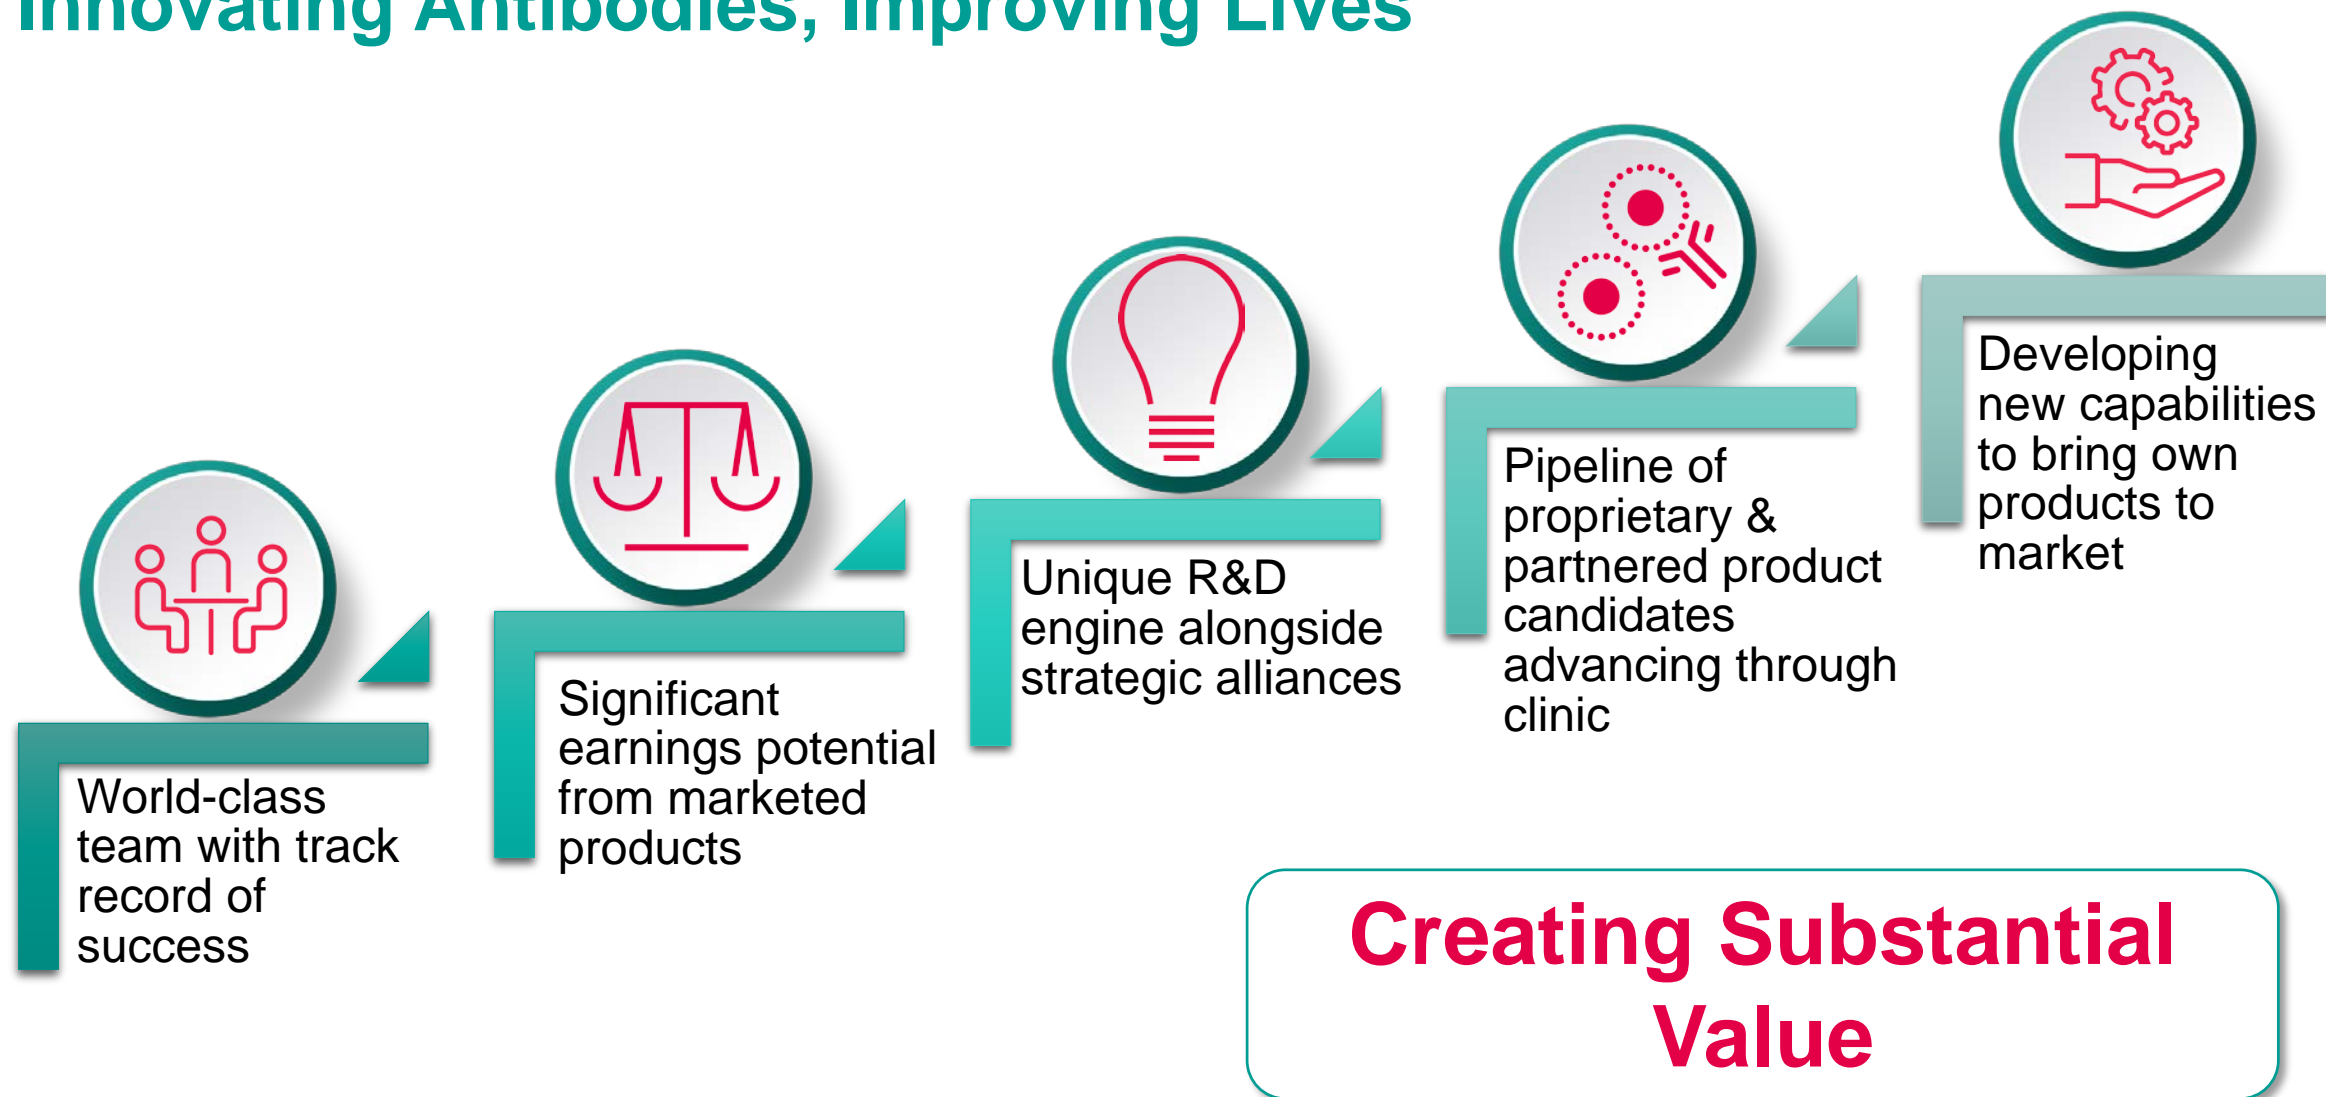 Innovating Antibodies, Improving Lives
World-class
team with track
record of
success
Significant
earnings potential
from marketed
products
Unique R&D
engine alongside
strategic alliances
Pipeline of
proprietary &
partnered product
candidates
advancing through
clinic
Developing
new capabilities
to bring own
products to
market
Creating Substantial
Value